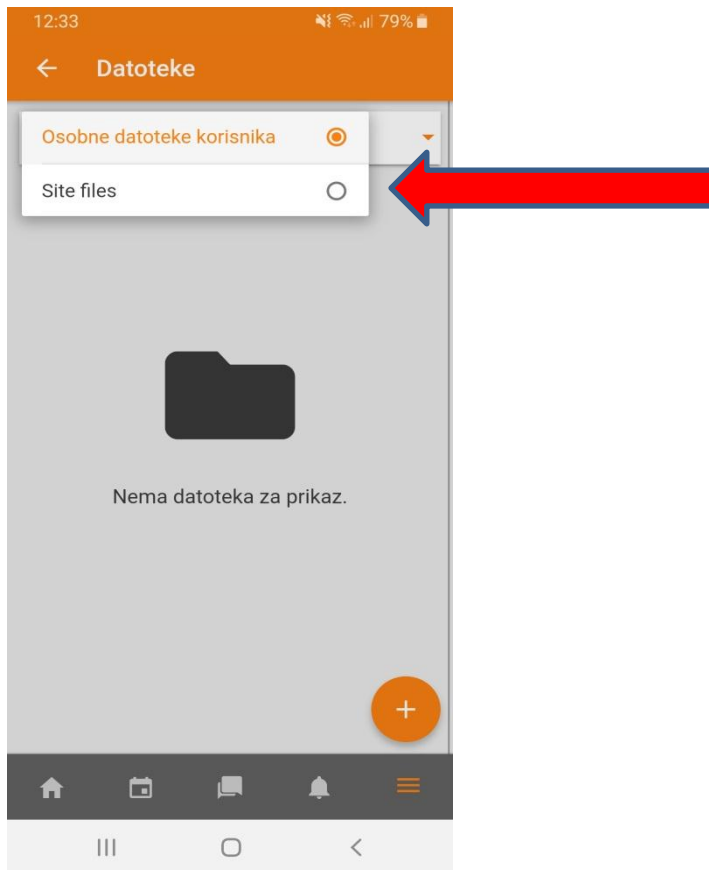 12:33 79%
Datoteke
Osobne datoteke korisnika
Site files
Nema datoteka za prikaz.